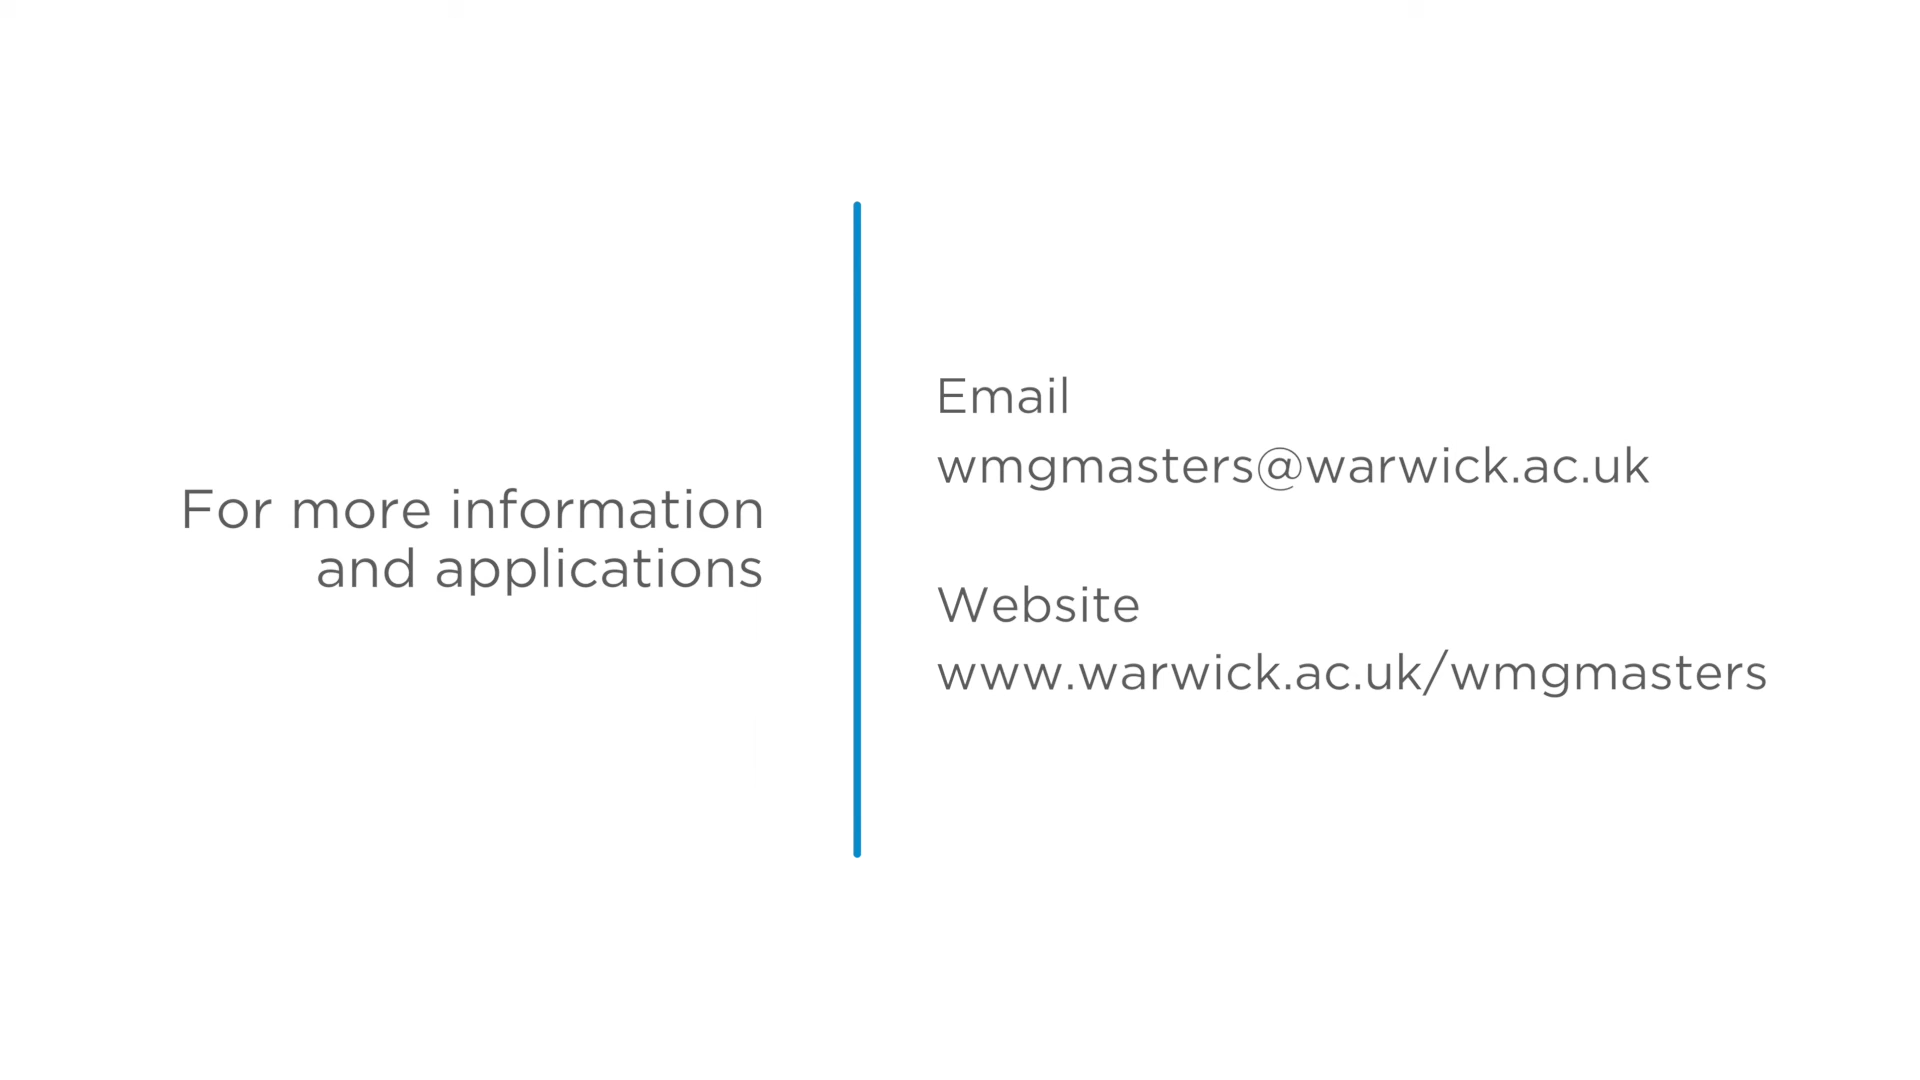 For more information
and applications
Email
wmgmasters@warwick.ac.uk
Website
www.warwick.ac.uk/wmgmasters